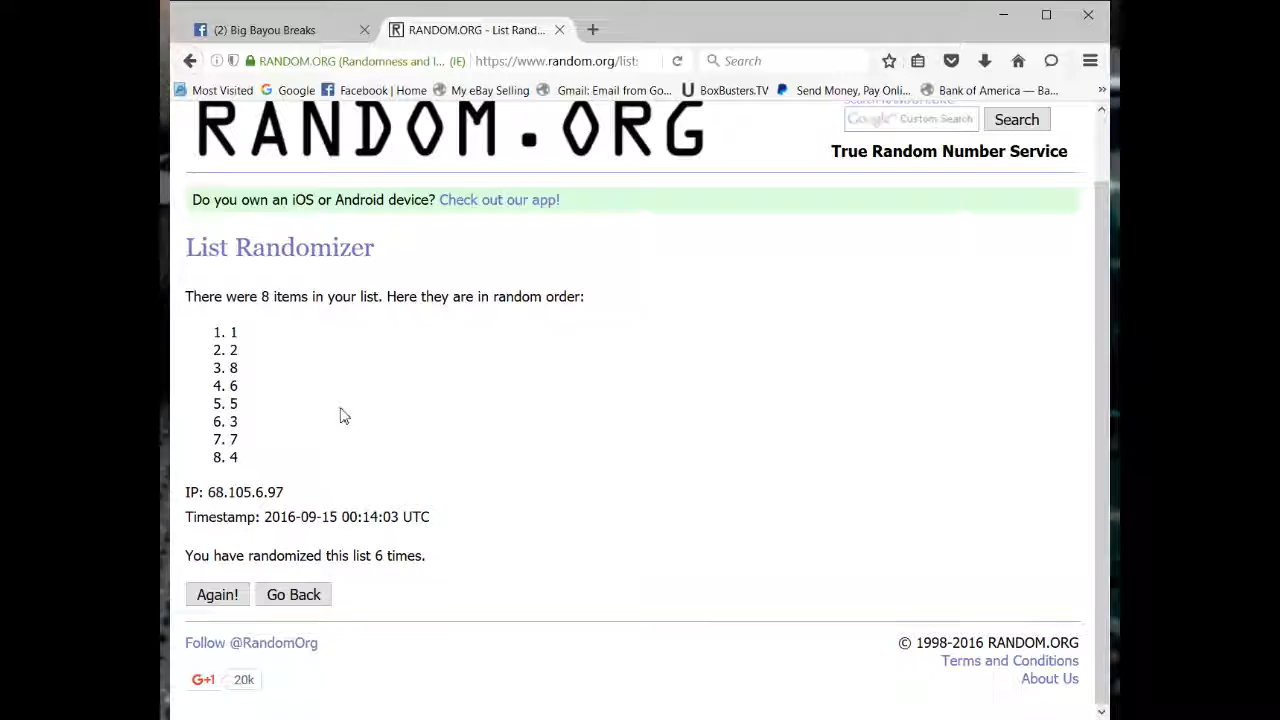 (2) Big Bayou Breaks
RANDOM.ORG - List Rand...
RANDOM.ORG (Randomness and I... (IE)
https://www.random.org/list:
Search
Most Visited
Google
Facebook | Home
My eBay Selling
Gmail: Email from Go...
BoxBusters.TV
Send Money, Pay Onli...
Bank of America — Ba...
RANDOM.ORG
Google Custom Search
Search
True Random Number Service
Do you own an iOS or Android device? Check out our app!
List Randomizer
There were 8 items in your list. Here they are in random order:
1. 1
2. 2
3. 8
4. 6
5. 5
6. 3
7. 7
8. 4
IP: 68.105.6.97
Timestamp: 2016-09-15 00:14:03 UTC
You have randomized this list 6 times.
Again!
Go Back
Follow @RandomOrg
© 1998-2016 RANDOM.ORG
Terms and Conditions
About Us
G+1
20k